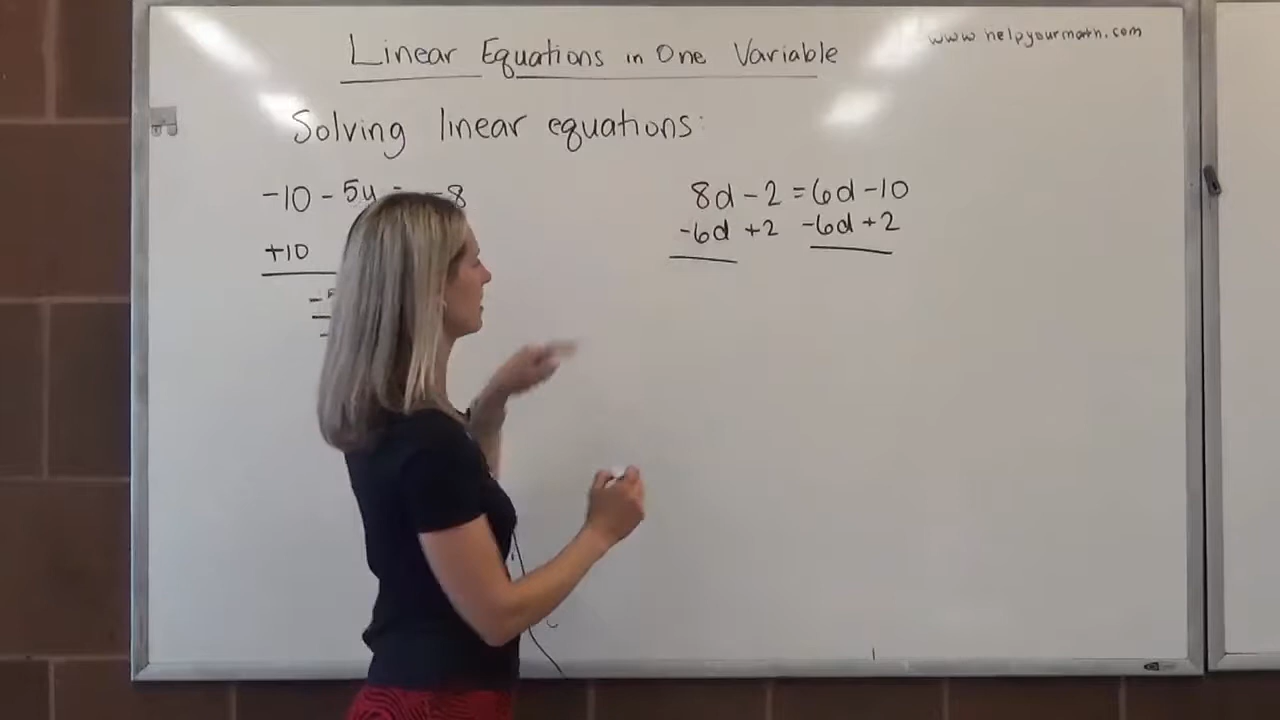 www.helpyourmath.com
Linear Equations in One Variable
Solving linear equations:
-10 - 5y = -8
+10
8d - 2 = 6d - 10
-6d +2 -6d + 2